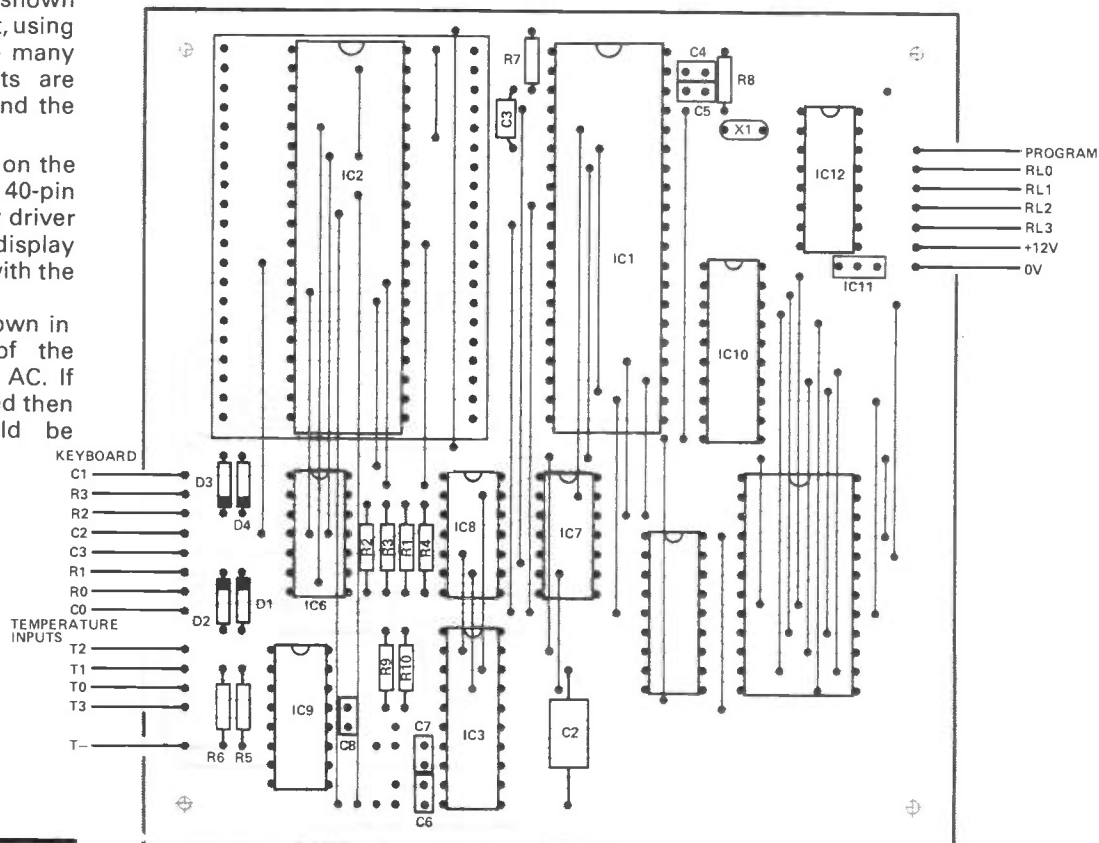 shown
t, using
many
ts are
nd the
on the
40-pin
driver
display
with the
own in
of the
AC. If
ed then
ld be
KEYBOARD
C1
R3
R2
C2
C3
R1
R0
C0
TEMPERATURE
INPUTS
T2
T1
T0
T3
T–
D3
D4
D2
D1
R6
R5
IC2
R7
C3
IC1
C4
C5
R8
X1
IC12
IC11
IC10
PROGRAM
RL0
RL1
RL2
RL3
+12V
0V
IC6
R2
R3
R1
R4
IC8
IC7
IC9
C8
R9
R10
C7
C6
IC3
C2